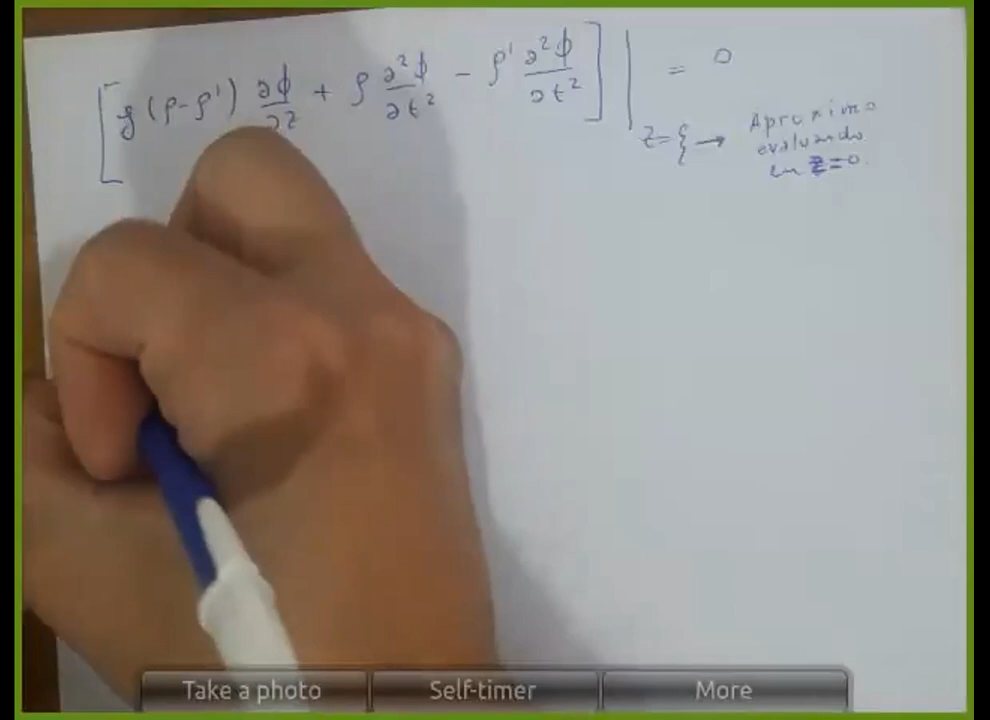 [g(ρ-ρ') ∂ϕ/∂z + ρ ∂²ϕ/∂t² - ρ' ∂²ϕ/∂t²]|z=ξ = 0
→ Aproximo
evaluando
en z=0.
Take a photo
Self-timer
More